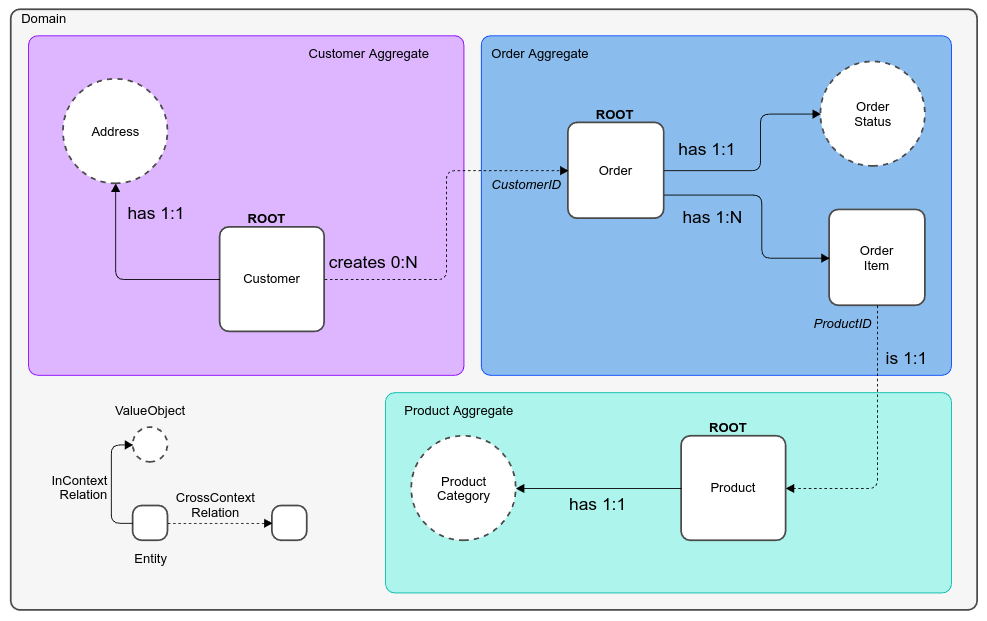 Domain
Customer Aggregate
Address
has 1:1
ROOT
Customer
creates 0:N
Order Aggregate
ROOT
Order
CustomerID
has 1:1
Order
Status
has 1:N
Order
Item
ProductID
is 1:1
Product Aggregate
ROOT
Product
has 1:1
Product
Category
ValueObject
InContext
Relation
CrossContext
Relation
Entity